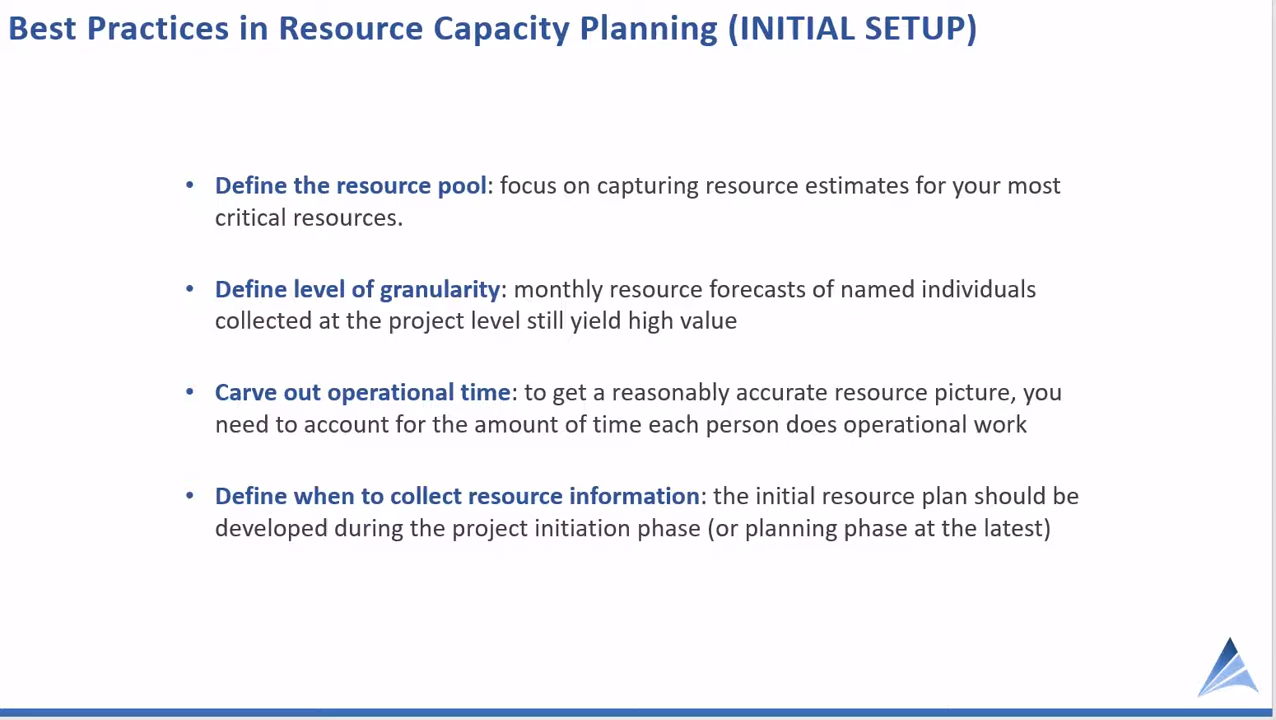 Best Practices in Resource Capacity Planning (INITIAL SETUP)
• Define the resource pool: focus on capturing resource estimates for your most
critical resources.
• Define level of granularity: monthly resource forecasts of named individuals
collected at the project level still yield high value
• Carve out operational time: to get a reasonably accurate resource picture, you
need to account for the amount of time each person does operational work
• Define when to collect resource information: the initial resource plan should be
developed during the project initiation phase (or planning phase at the latest)